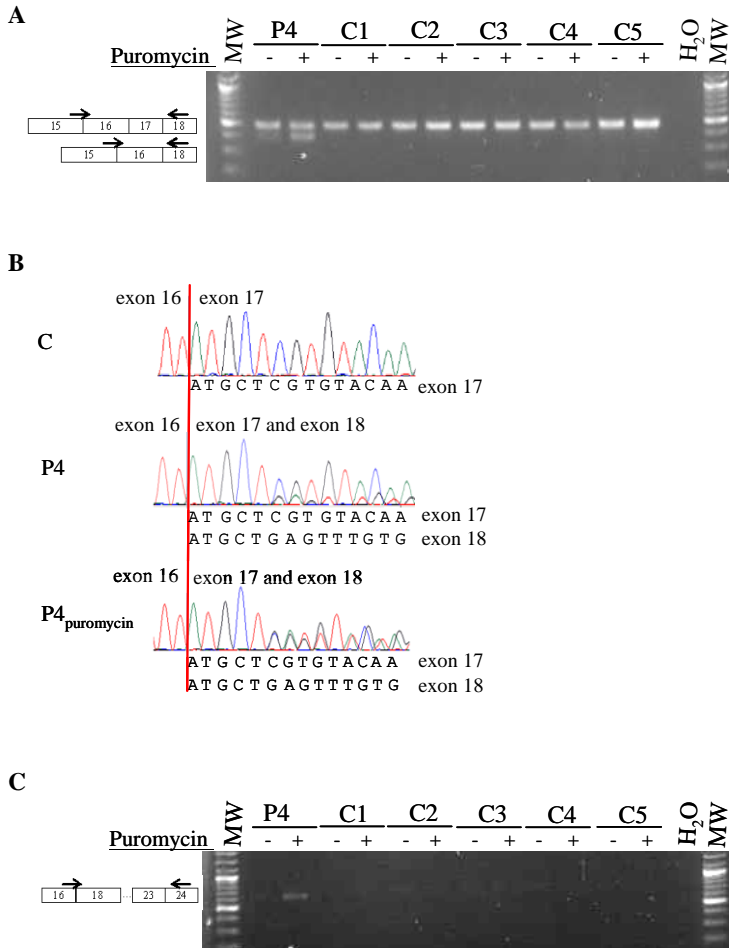 A
Puromycin
MW
P4 C1 C2 C3 C4 C5
H2O
MW
- + - + - + - + - + - +
15 16 17 18
15 16 18
B
exon 16 exon 17
C
ATGCTCGTGTACAA exon 17
exon 16 exon 17 and exon 18
P4
ATGCTCGTGTACAA exon 17
ATGCTGAGTTTGTG exon 18
exon 16 exon 17 and exon 18
P4puromycin
ATGCTCGTGTACAA exon 17
ATGCTGAGTTTGTG exon 18
C
Puromycin
MW
P4 C1 C2 C3 C4 C5
H2O
MW
- + - + - + - + - + - +
16 18 23 24